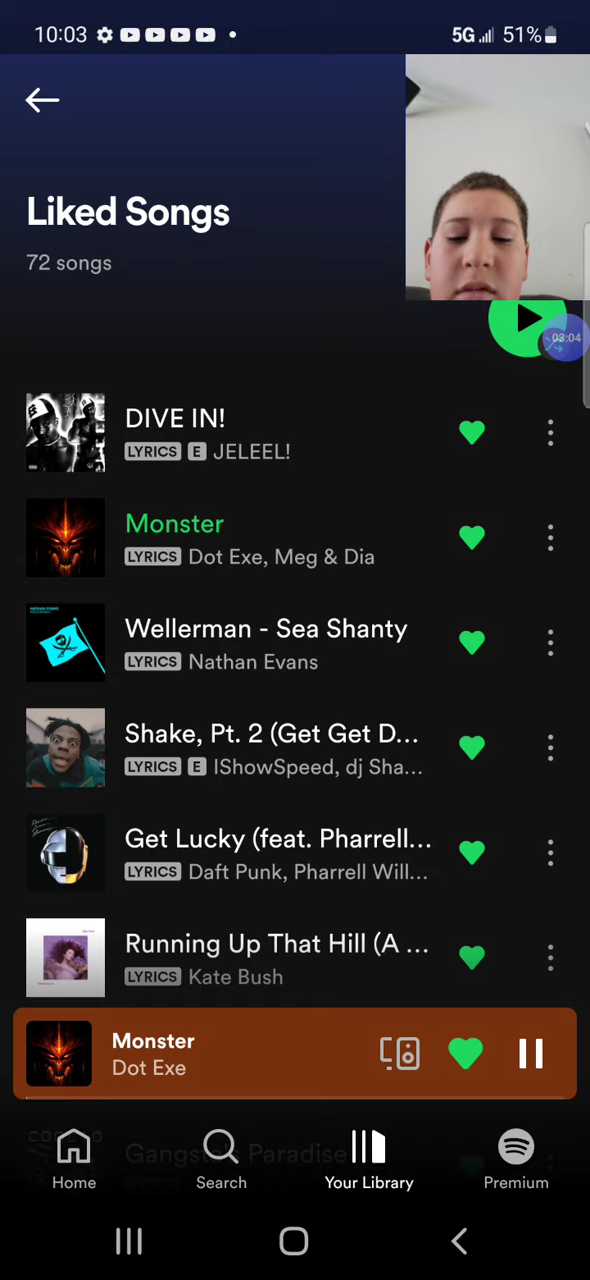 10:03
5G 51%
Liked Songs
72 songs
03:04
DIVE IN!
LYRICS E JELEEL!
Monster
LYRICS Dot Exe, Meg & Dia
Wellerman - Sea Shanty
LYRICS Nathan Evans
Shake, Pt. 2 (Get Get D...
LYRICS E IShowSpeed, dj Sha...
Get Lucky (feat. Pharrell...
LYRICS Daft Punk, Pharrell Will...
Running Up That Hill (A ...
LYRICS Kate Bush
Monster
Dot Exe
COOLIO
Gangsta's Paradise
Home
Search
Your Library
Premium